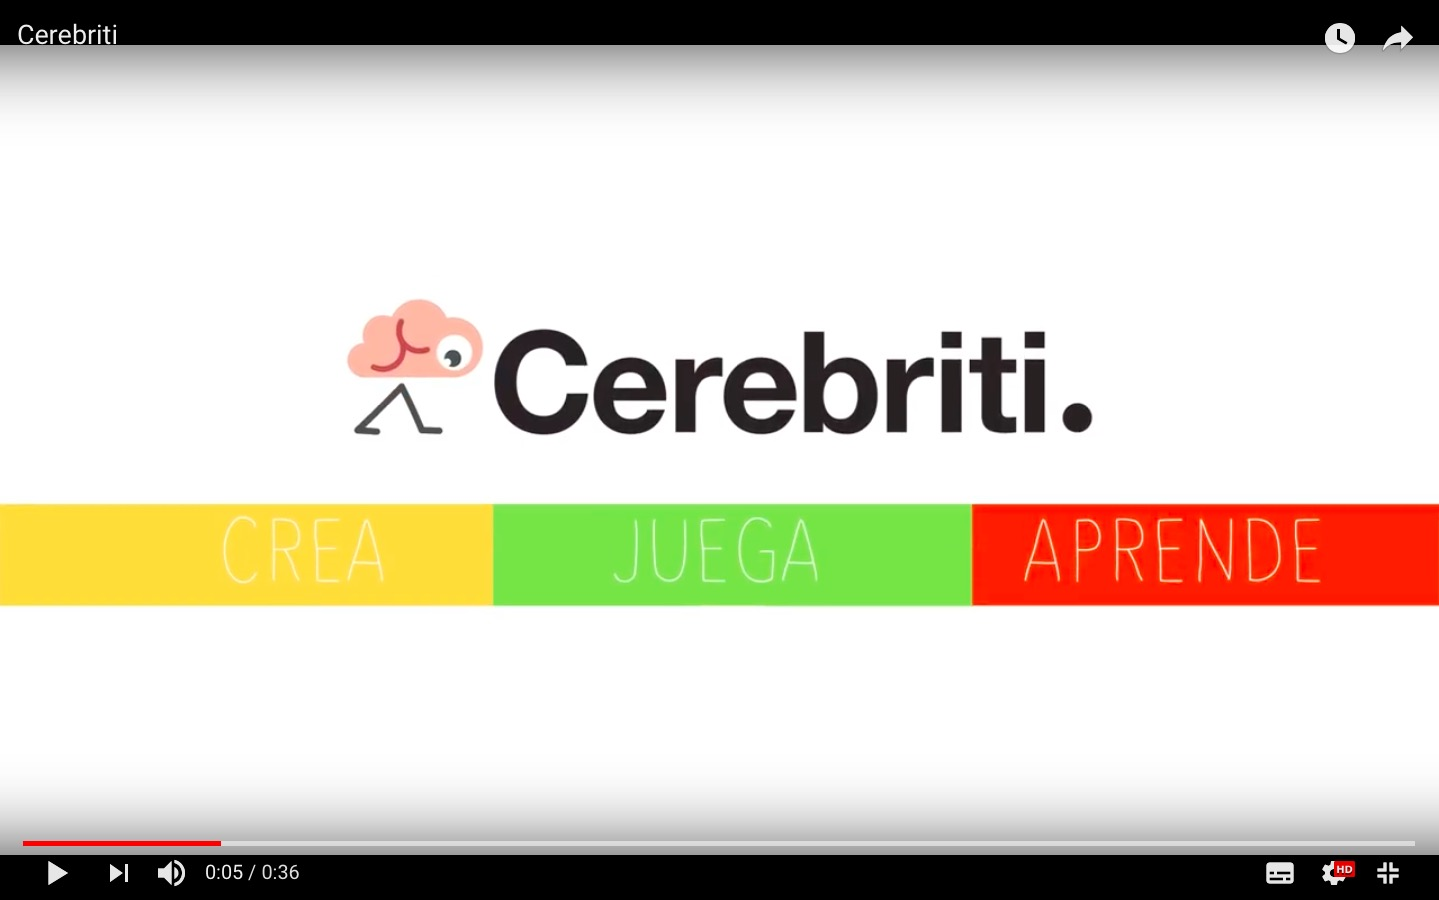 Cerebriti
Cerebriti.
CREA JUEGA APRENDE
0:05 / 0:36
HD